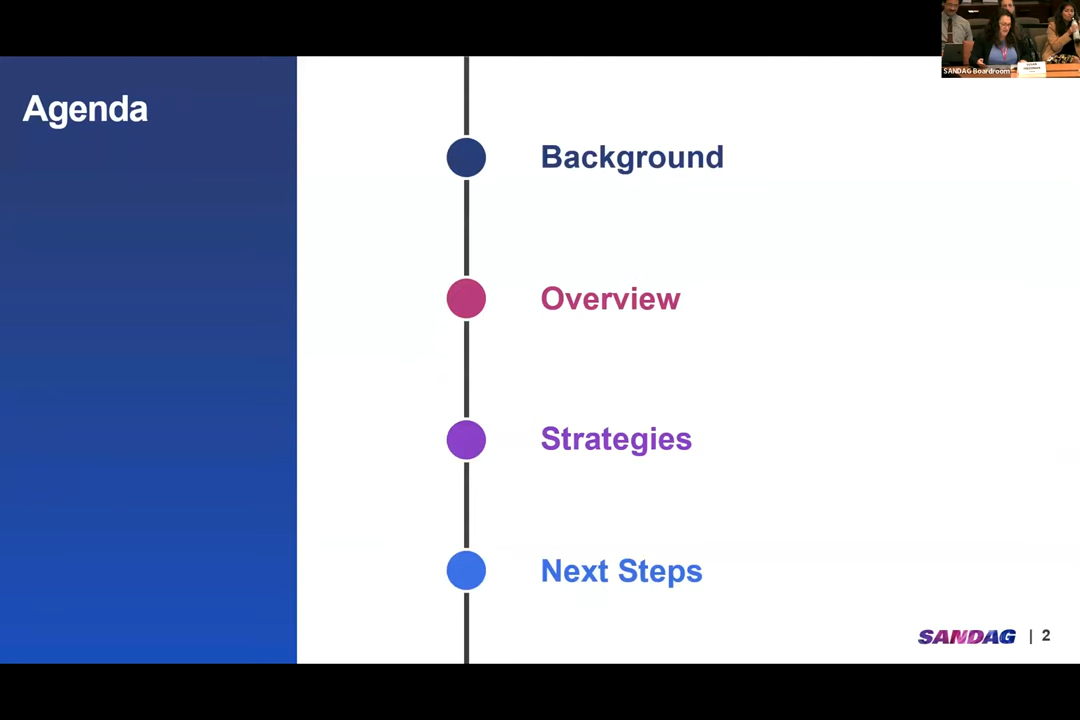 Agenda
Background
Overview
Strategies
Next Steps
SANDAG | 2
SANDAG Boardroom